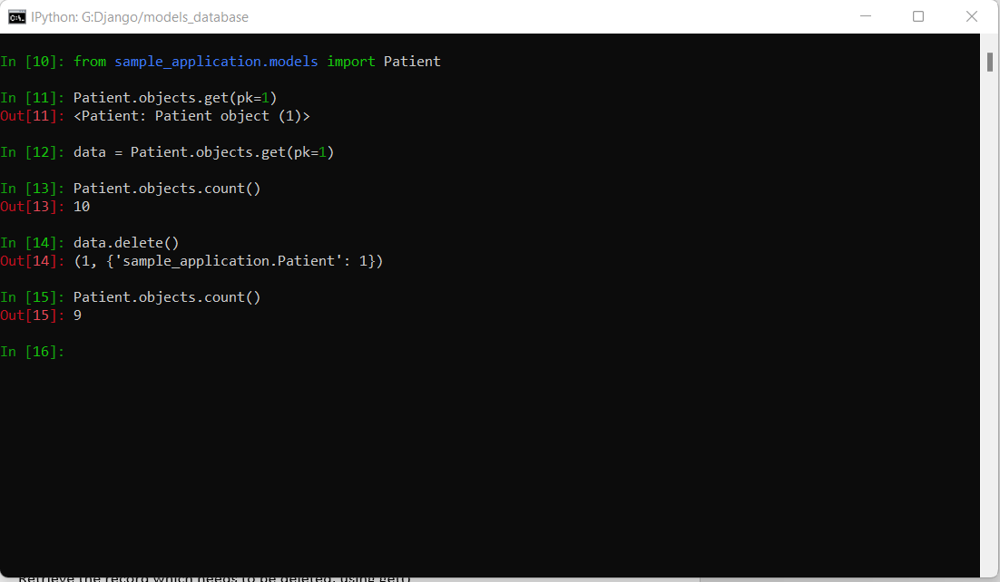 IPython: G:Django/models_database
In [10]: from sample_application.models import Patient
In [11]: Patient.objects.get(pk=1)
Out[11]: <Patient: Patient object (1)>
In [12]: data = Patient.objects.get(pk=1)
In [13]: Patient.objects.count()
Out[13]: 10
In [14]: data.delete()
Out[14]: (1, {'sample_application.Patient': 1})
In [15]: Patient.objects.count()
Out[15]: 9
In [16]:
Retrieve the record which needs to be deleted, using get()